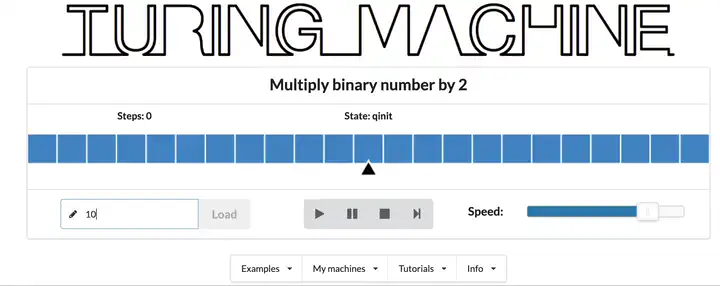 TURING MACHINE
Multiply binary number by 2
Steps: 0 State: qinit
10 Load Speed:
Examples My machines Tutorials Info